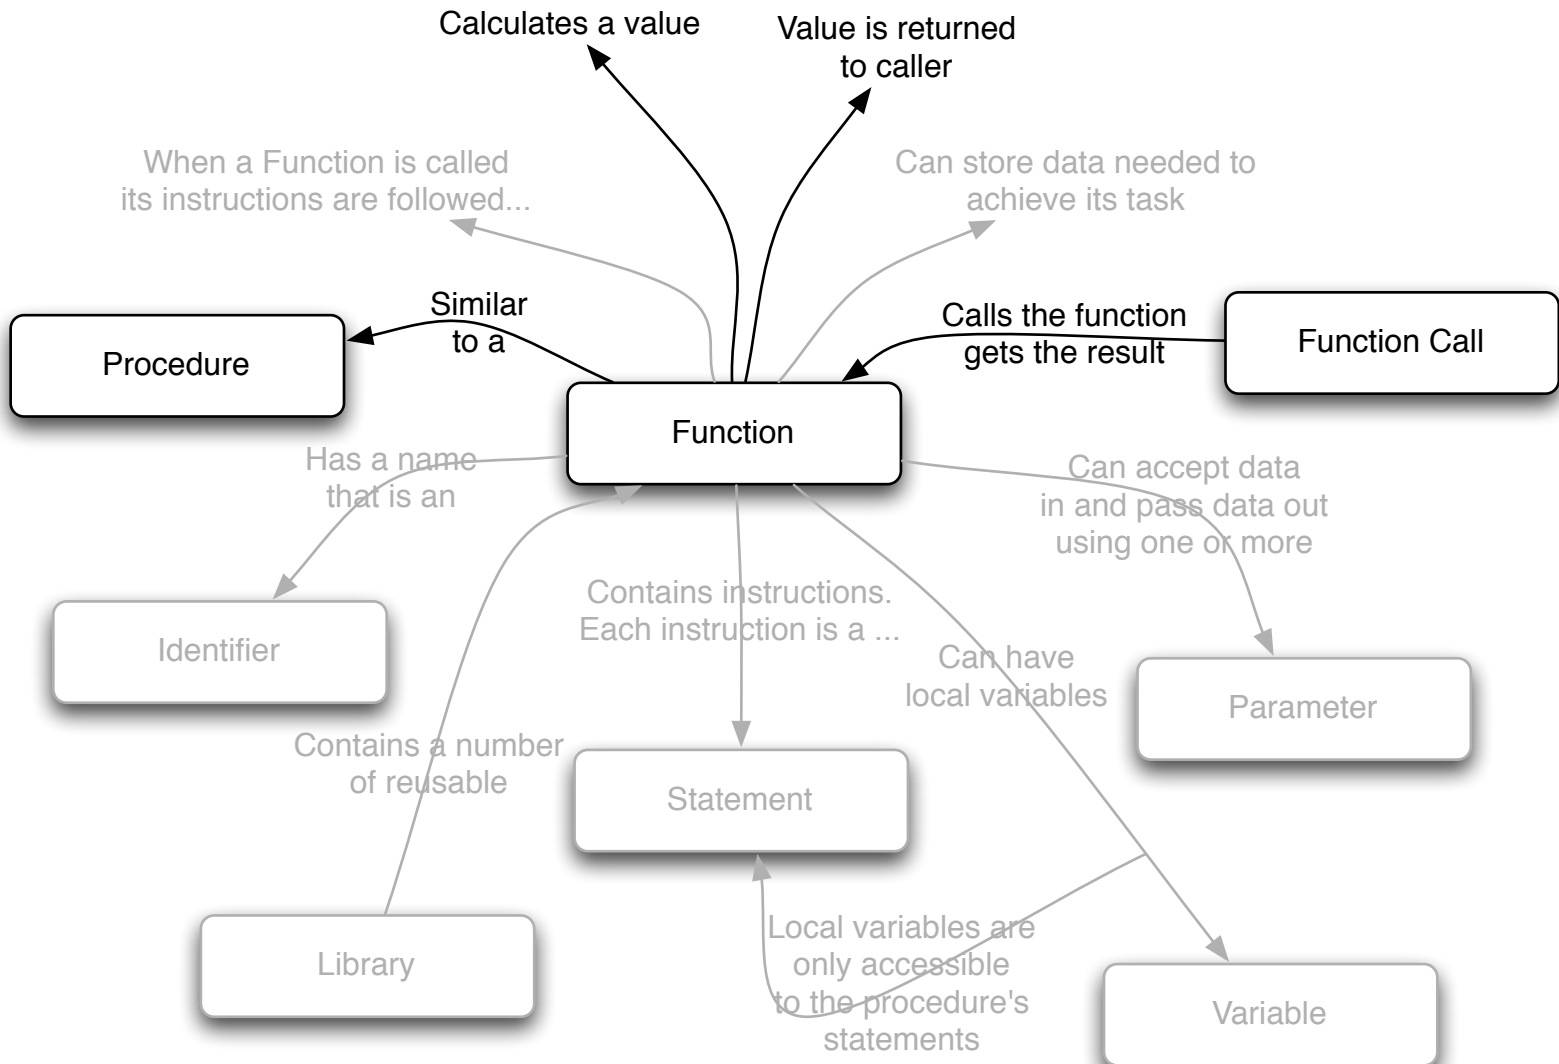 Calculates a value
Value is returned
to caller
When a Function is called
its instructions are followed...
Can store data needed to
achieve its task
Similar
to a
Calls the function
gets the result
Procedure
Function Call
Function
Has a name
that is an
Can accept data
in and pass data out
using one or more
Contains instructions.
Each instruction is a ...
Identifier
Can have
local variables
Parameter
Contains a number
of reusable
Statement
Library
Local variables are
only accessible
to the procedure's
statements
Variable